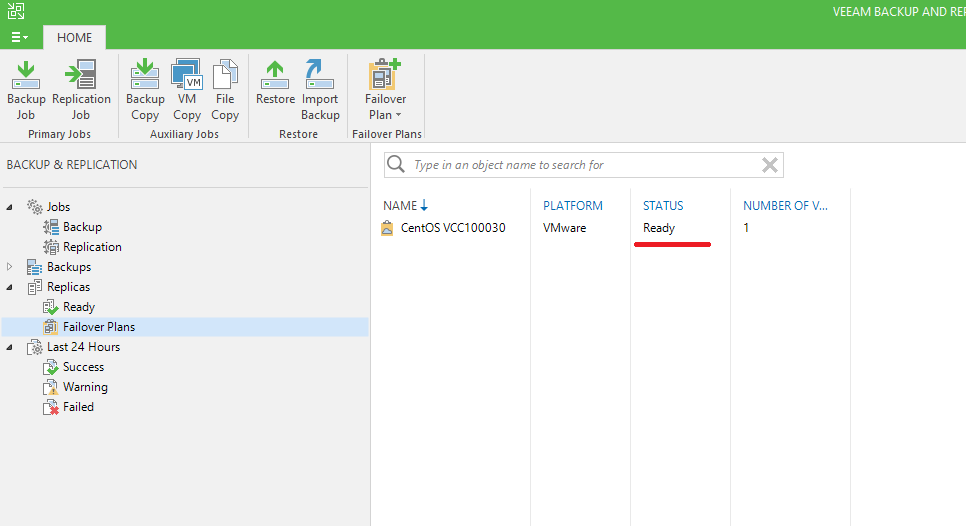 VEEAM BACKUP AND REP
HOME
Backup Job
Replication Job
Primary Jobs
Backup Copy
VM Copy
VM
File Copy
Auxiliary Jobs
Restore
Import Backup
Restore
Failover Plan
Failover Plans
BACKUP & REPLICATION
Jobs
Backup
Replication
Backups
Replicas
Ready
Failover Plans
Last 24 Hours
Success
Warning
Failed
Type in an object name to search for
NAME PLATFORM STATUS NUMBER OF V...
CentOS VCC100030 VMware Ready 1